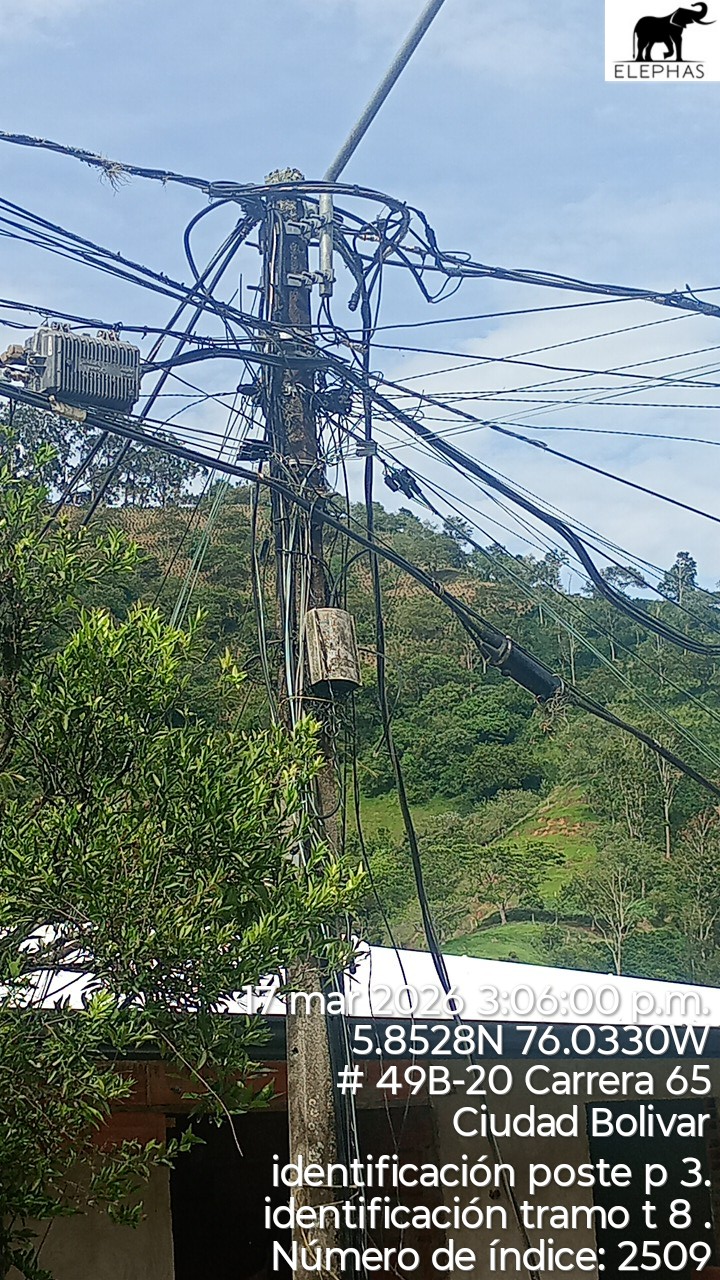 ELEPHAS
17 mar 2026 3:06:00 p.m.
5.8528N 76.0330W
# 49B-20 Carrera 65
Ciudad Bolivar
identificación poste p 3.
identificación tramo t 8 .
Número de índice: 2509